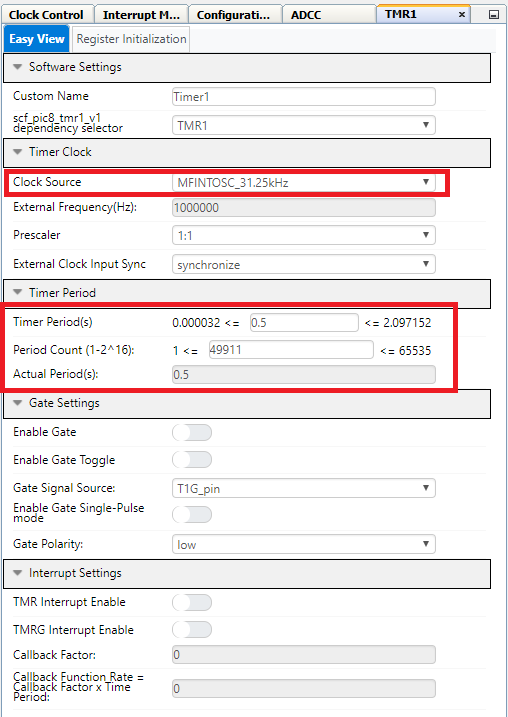 Clock Control Interrupt M... Configurati... ADCC TMR1 ×
Easy View Register Initialization
Software Settings
Custom Name Timer1
scf_pic8_tmr1_v1
dependency selector TMR1
Timer Clock
Clock Source MFINTOSC_31.25kHz
External Frequency(Hz): 1000000
Prescaler 1:1
External Clock Input Sync synchronize
Timer Period
Timer Period(s) 0.000032 <= 0.5 <= 2.097152
Period Count (1-2^16): 1 <= 49911 <= 65535
Actual Period(s): 0.5
Gate Settings
Enable Gate
Enable Gate Toggle
Gate Signal Source: T1G_pin
Enable Gate Single-Pulse
mode
Gate Polarity: low
Interrupt Settings
TMR Interrupt Enable
TMRG Interrupt Enable
Callback Factor: 0
Callback Function Rate =
Callback Factor x Time
Period: 0